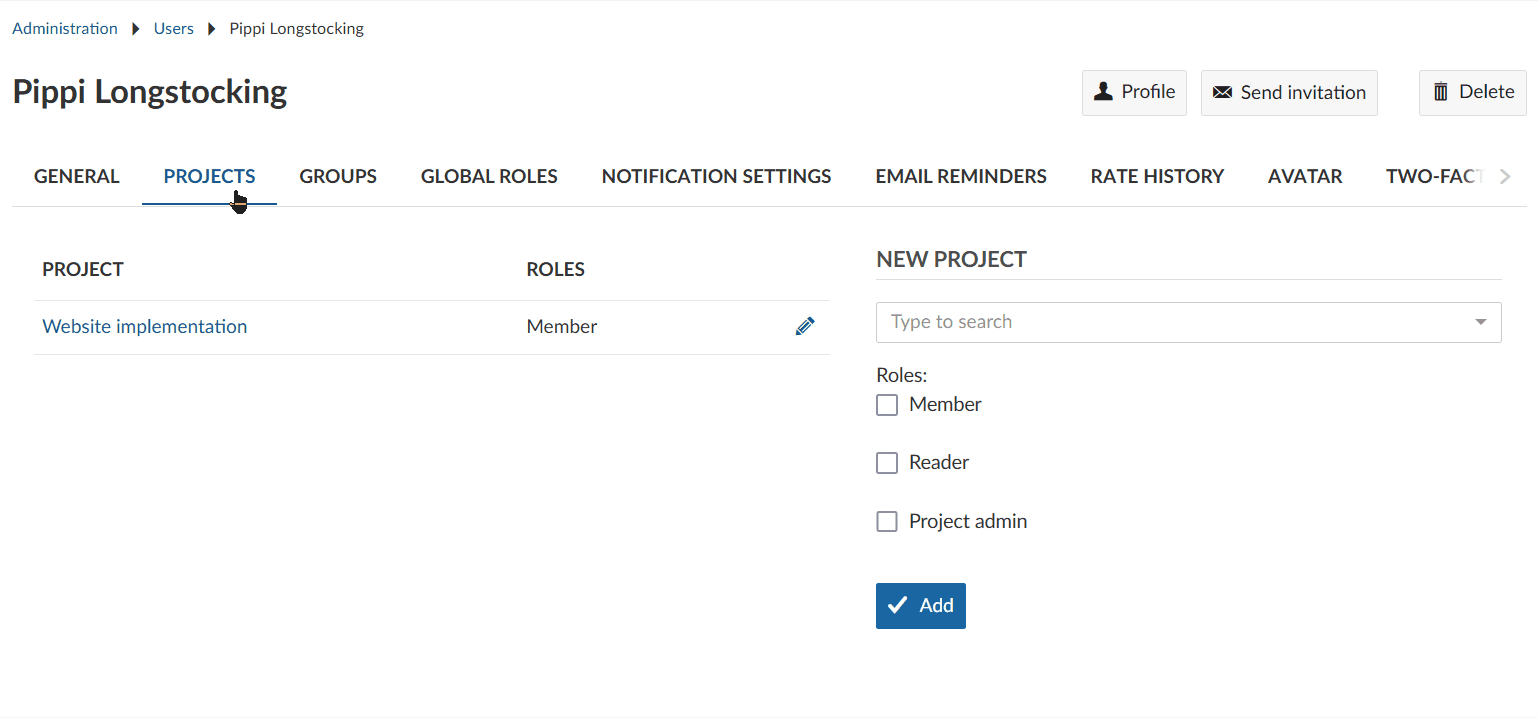 Administration Users Pippi Longstocking
Pippi Longstocking
Profile Send invitation Delete
GENERAL PROJECTS GROUPS GLOBAL ROLES NOTIFICATION SETTINGS EMAIL REMINDERS RATE HISTORY AVATAR TWO-FACT
PROJECT ROLES
Website implementation Member
NEW PROJECT
Type to search
Roles:
Member
Reader
Project admin
Add